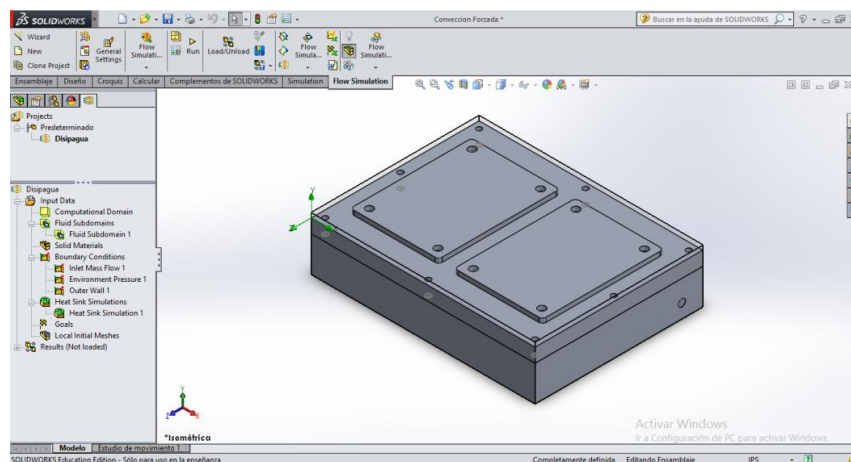 SOLIDWORKS
Conveccion Forzada *
Buscar en la ayuda de SOLIDWORKS
Wizard
New
Clone Project
General Settings
Flow Simulati...
Run
Load/Unload
Flow Simula...
Flow Simulati...
Ensamblaje
Diseño
Croquis
Calcular
Complementos de SOLIDWORKS
Simulation
Flow Simulation
Projects
Predeterminado
Disipagua
Disipagua
Input Data
Computational Domain
Fluid Subdomains
Fluid Subdomain 1
Solid Materials
Boundary Conditions
Inlet Mass Flow 1
Environment Pressure 1
Outer Wall 1
Heat Sink Simulations
Heat Sink Simulation 1
Goals
Local Initial Meshes
Results (Not loaded)
Y
Z
Y
Z
X
*Isométrica
Activar Windows
Ir a Configuración de PC para activar Windows.
Modelo
Estudio de movimiento 1
SOLIDWORKS Education Edition - Sólo para uso en la enseñanza
Completamente definida
Editando Ensamblaje
IPS